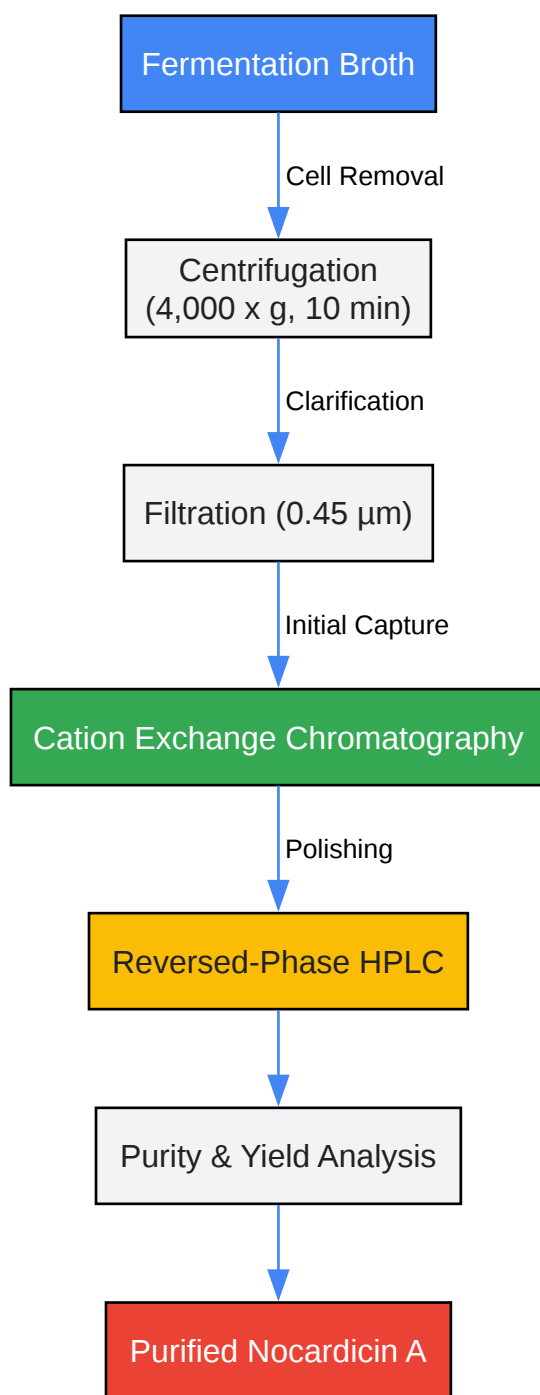 Fermentation Broth
Cell Removal
Centrifugation
(4,000 x g, 10 min)
Clarification
Filtration (0.45 µm)
Initial Capture
Cation Exchange Chromatography
Polishing
Reversed-Phase HPLC
Purity & Yield Analysis
Purified Nocardicin A